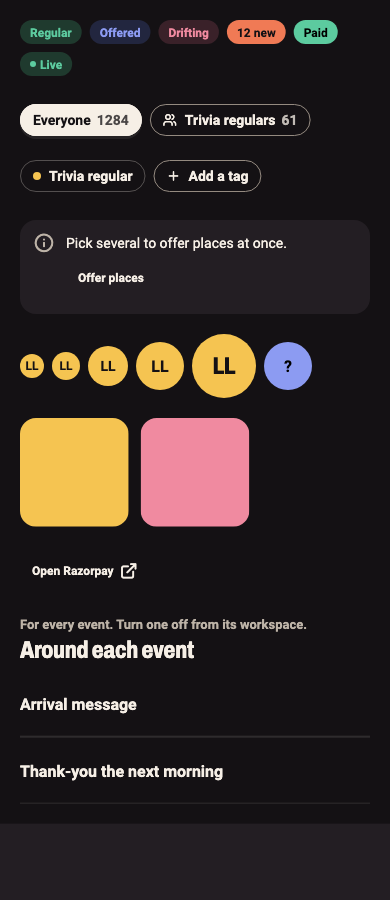 Regular Offered Drifting 12 new Paid
Live
Everyone 1284 Trivia regulars 61
Trivia regular + Add a tag
Pick several to offer places at once.
Offer places
LL LL LL LL LL ?
Open Razorpay
For every event. Turn one off from its workspace.
Around each event
Arrival message
Thank-you the next morning